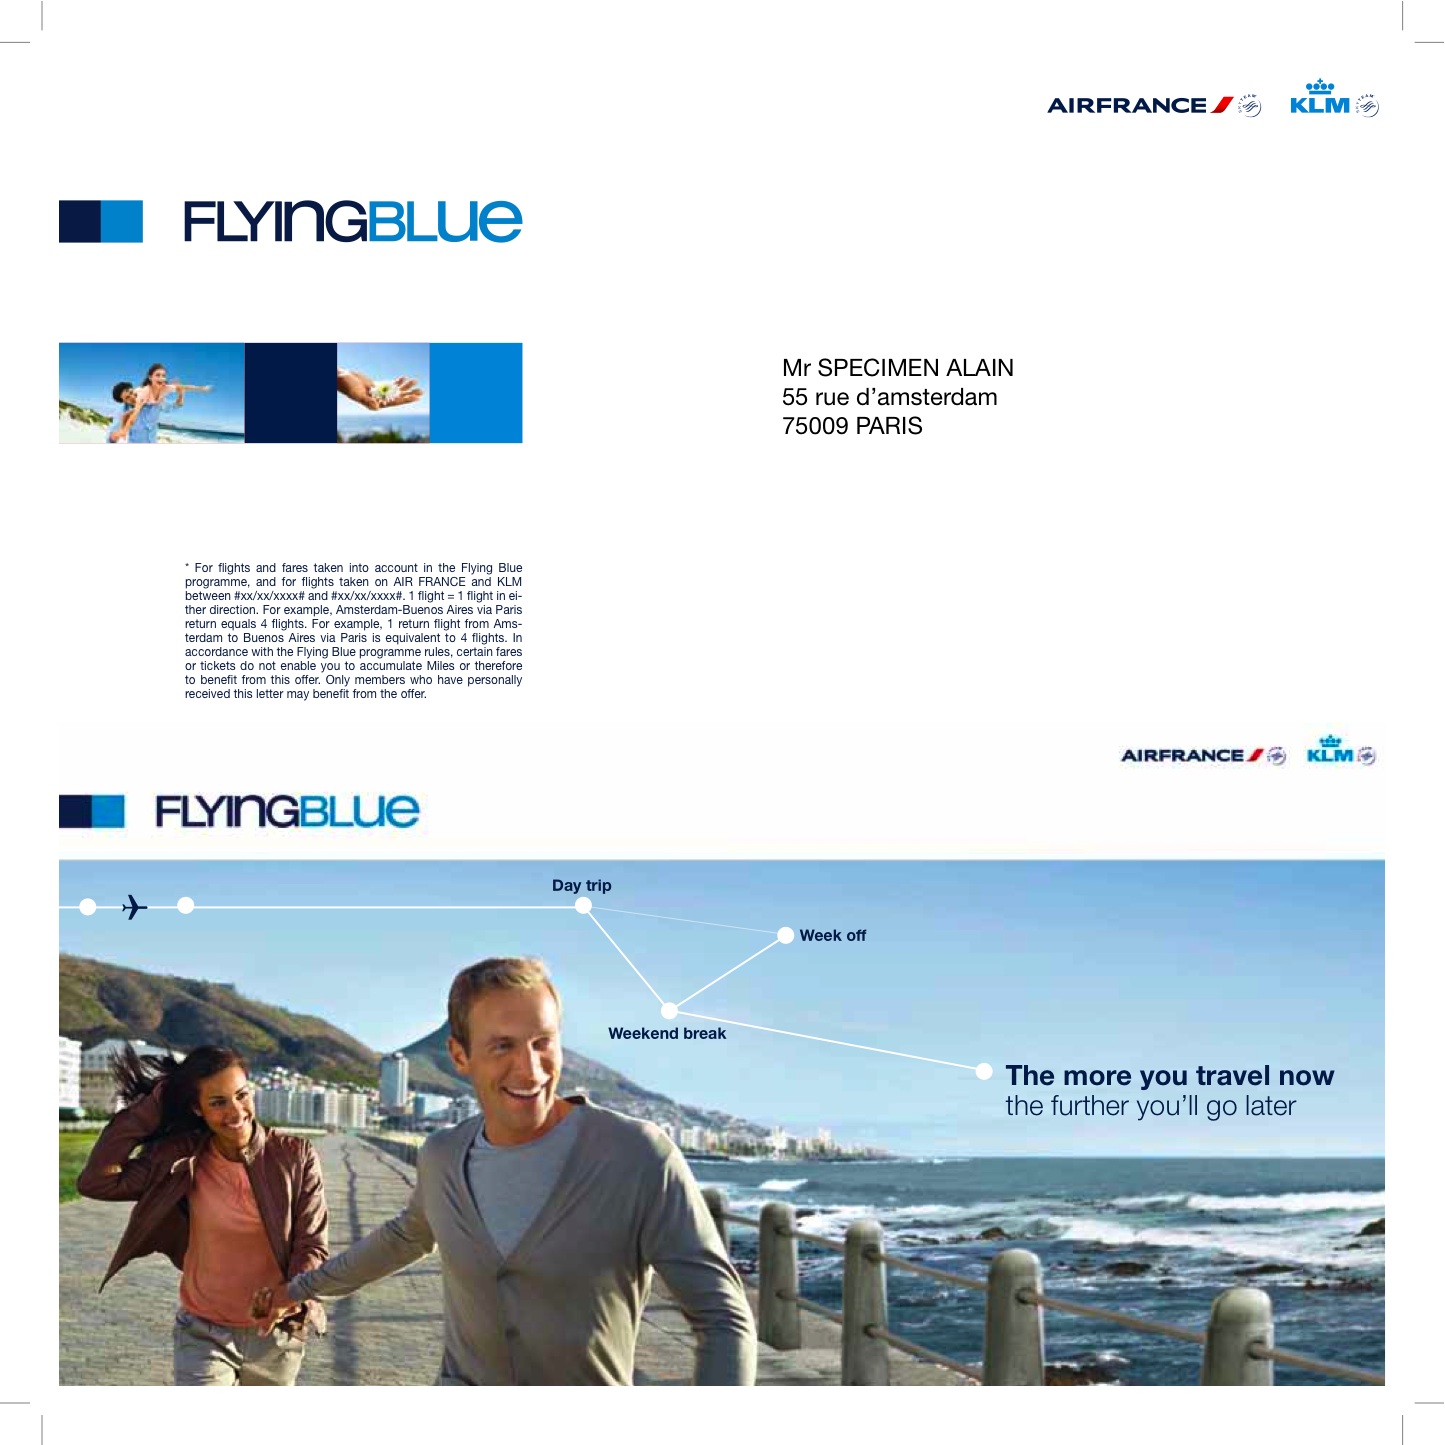 AIRFRANCE
KLM
FLYINGBLUE
Mr SPECIMEN ALAIN
55 rue d’amsterdam
75009 PARIS
* For flights and fares taken into account in the Flying Blue
programme, and for flights taken on AIR FRANCE and KLM
between #xx/xx/xxxx# and #xx/xx/xxxx#. 1 flight = 1 flight in ei-
ther direction. For example, Amsterdam-Buenos Aires via Paris
return equals 4 flights. For example, 1 return flight from Ams-
terdam to Buenos Aires via Paris is equivalent to 4 flights. In
accordance with the Flying Blue programme rules, certain fares
or tickets do not enable you to accumulate Miles or therefore
to benefit from this offer. Only members who have personally
received this letter may benefit from the offer.
AIRFRANCE
KLM
FLYINGBLUE
Day trip
Week off
Weekend break
The more you travel now
the further you’ll go later